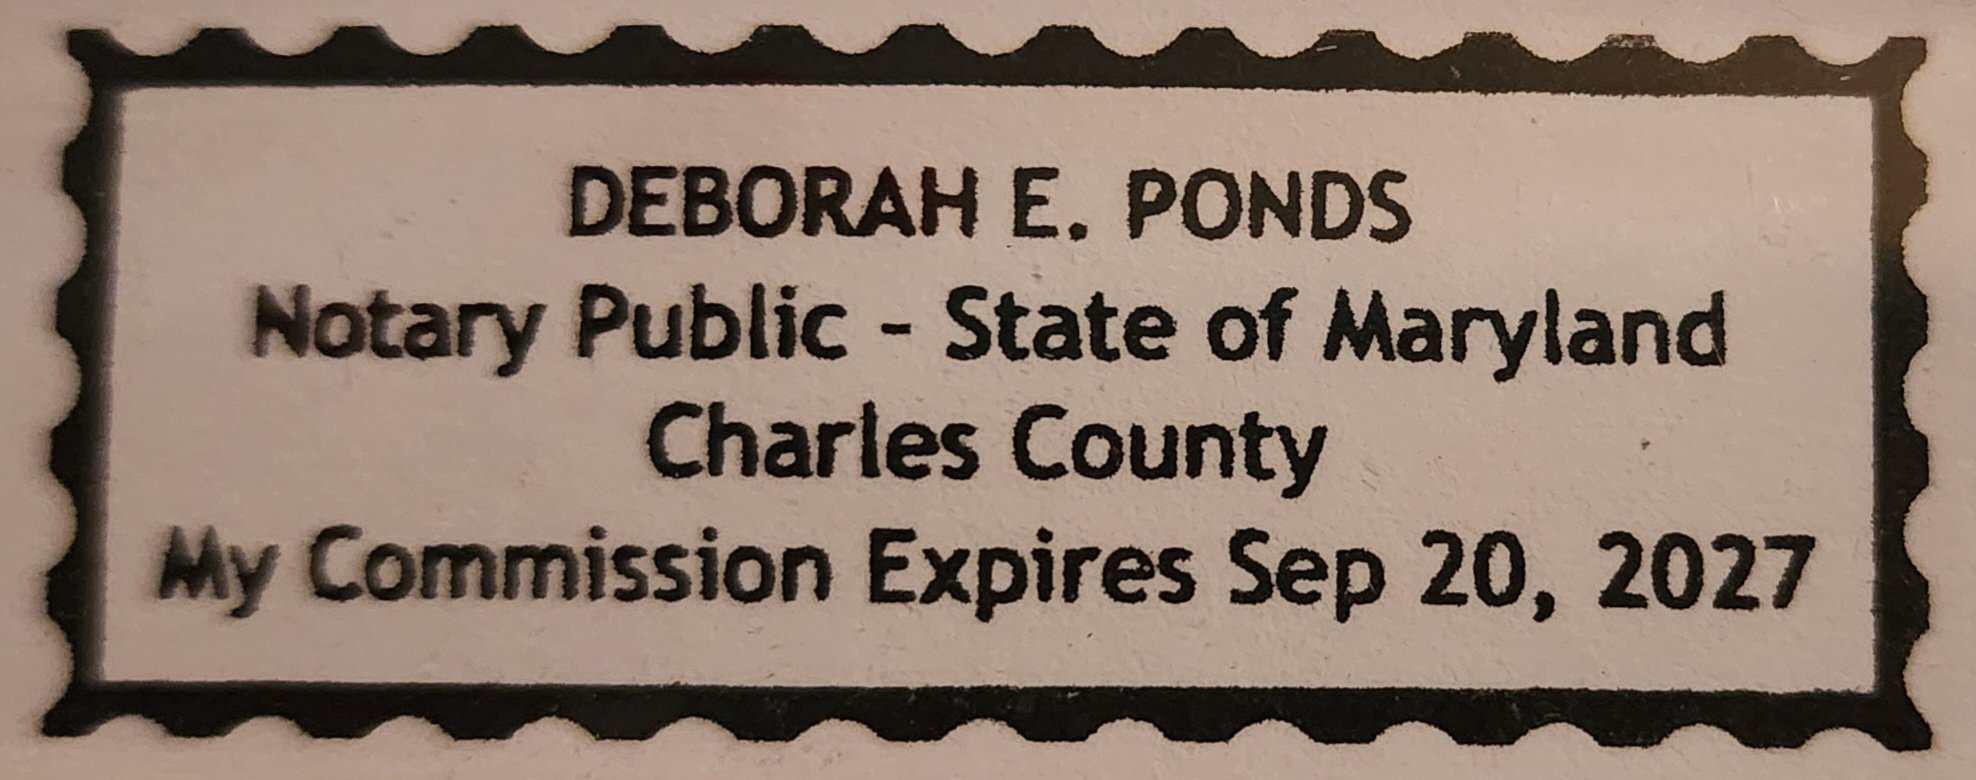 DEBORAH E. PONDS
Notary Public - State of Maryland
Charles County
My Commission Expires Sep 20, 2027